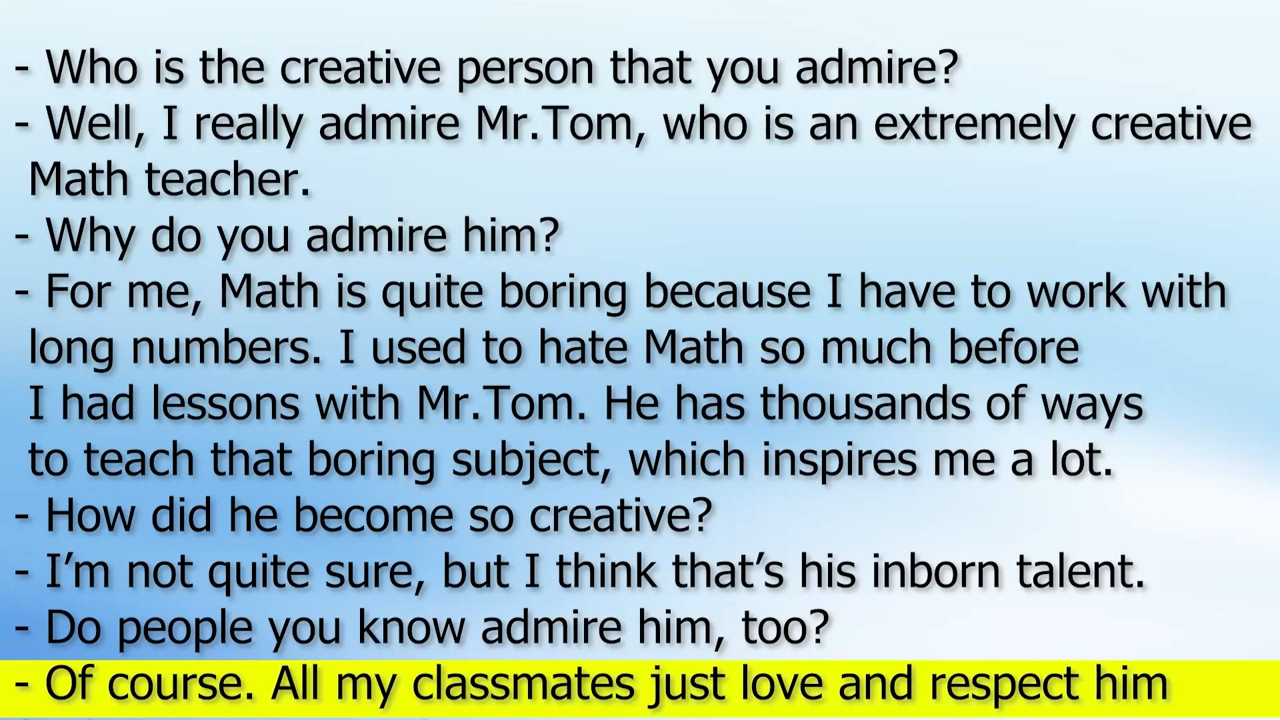 - Who is the creative person that you admire?
- Well, I really admire Mr.Tom, who is an extremely creative
Math teacher.
- Why do you admire him?
- For me, Math is quite boring because I have to work with
long numbers. I used to hate Math so much before
I had lessons with Mr.Tom. He has thousands of ways
to teach that boring subject, which inspires me a lot.
- How did he become so creative?
- I’m not quite sure, but I think that’s his inborn talent.
- Do people you know admire him, too?
- Of course. All my classmates just love and respect him